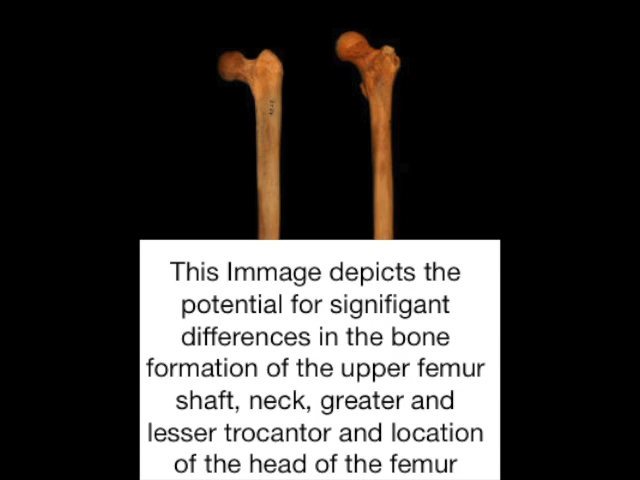 This Immage depicts the
potential for signifigant
differences in the bone
formation of the upper femur
shaft, neck, greater and
lesser trocantor and location
of the head of the femur